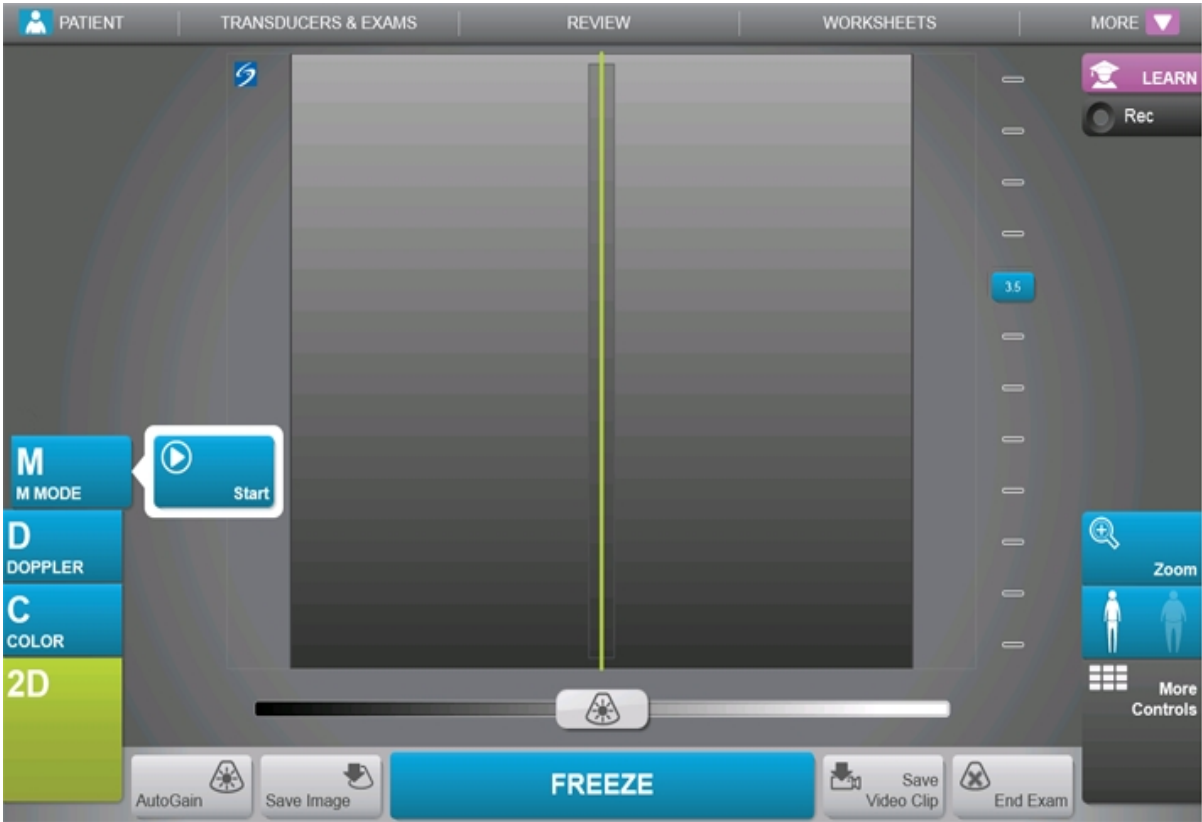 PATIENT
TRANSDUCERS & EXAMS
REVIEW
WORKSHEETS
MORE
LEARN
Rec
3.5
M
M MODE
Start
D
DOPPLER
C
COLOR
2D
Zoom
More
Controls
AutoGain
Save Image
FREEZE
Save
Video Clip
End Exam